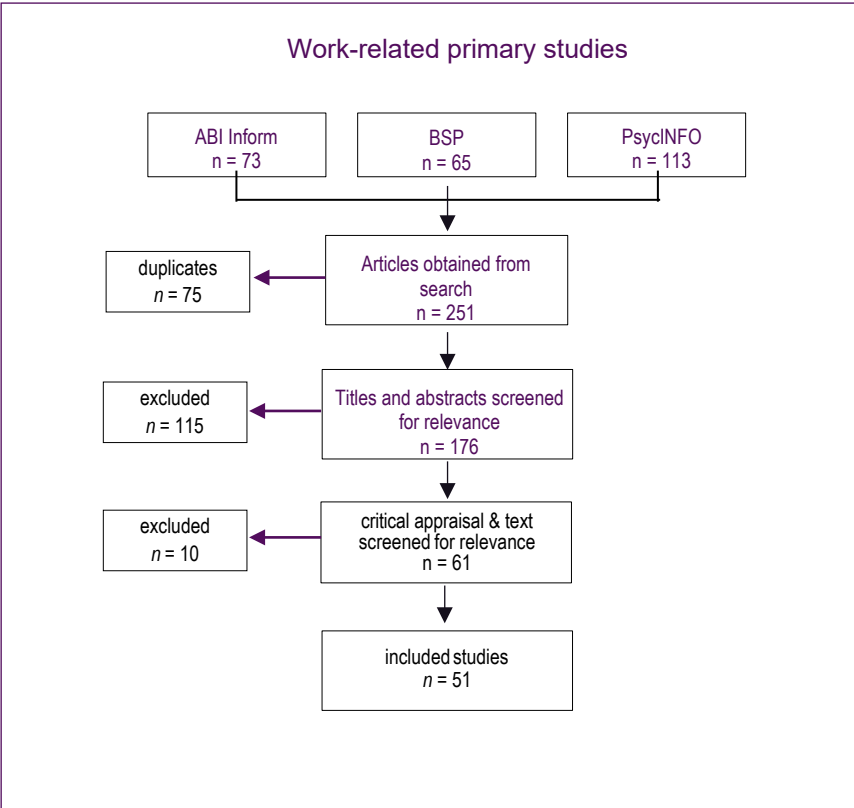 Work-related primary studies
ABI Inform
n = 73
BSP
n = 65
PsycINFO
n = 113
duplicates
n = 75
Articles obtained from
search
n = 251
excluded
n = 115
Titles and abstracts screened
for relevance
n = 176
excluded
n = 10
critical appraisal & text
screened for relevance
n = 61
included studies
n = 51